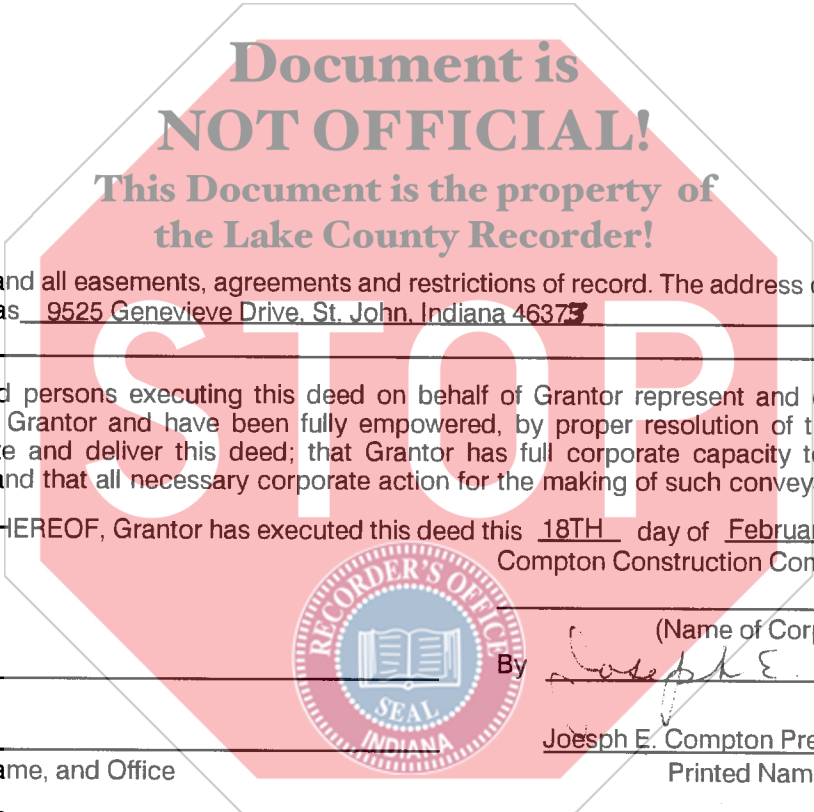 Document is
NOT OFFICIAL!
This Document is the property of
the Lake County Recorder!
and all easements, agreements and restrictions of record. The address
as 9525 Genevieve Drive, St. John, Indiana 46373
persons executing this deed on behalf of Grantor represent and
Grantor and have been fully empowered, by proper resolution of
and deliver this deed; that Grantor has full corporate capacity
and that all necessary corporate action for the making of such
HEREOF, Grantor has executed this deed this 18TH day of
Compton Construction
(Name of
By Joseph E.
Joesph E. Compton
ame, and Office
Printed
STOP
RECORDER'S OFFICE
SEAL
INDIANA